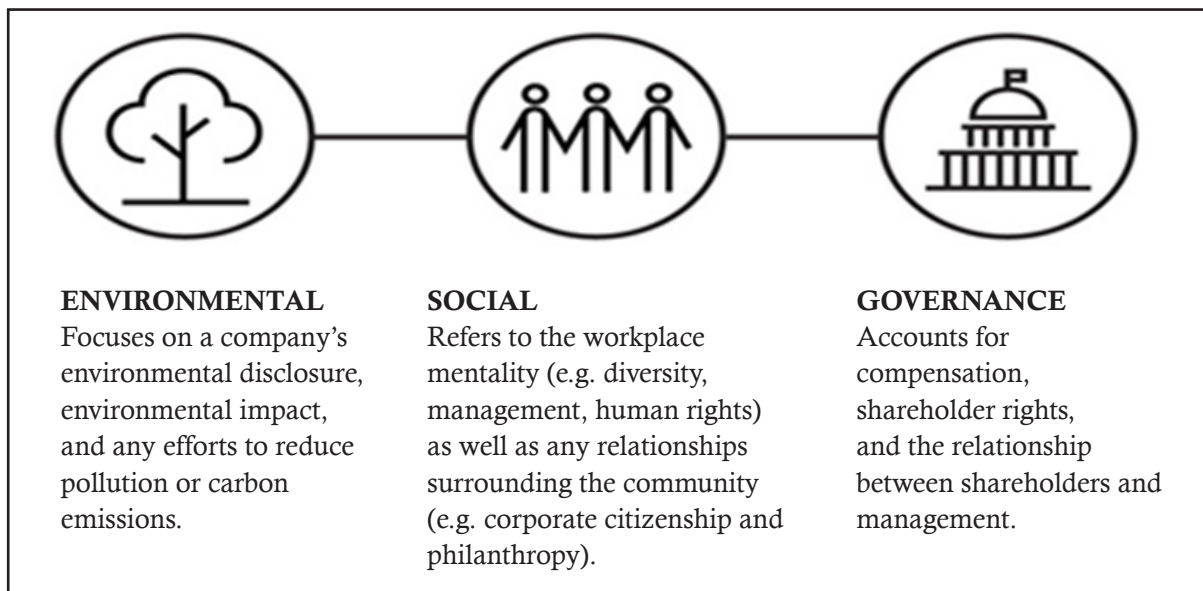 ENVIRONMENTAL
Focuses on a company’s
environmental disclosure,
environmental impact,
and any efforts to reduce
pollution or carbon
emissions.
SOCIAL
Refers to the workplace
mentality (e.g. diversity,
management, human rights)
as well as any relationships
surrounding the community
(e.g. corporate citizenship and
philanthropy).
GOVERNANCE
Accounts for
compensation,
shareholder rights,
and the relationship
between shareholders and
management.